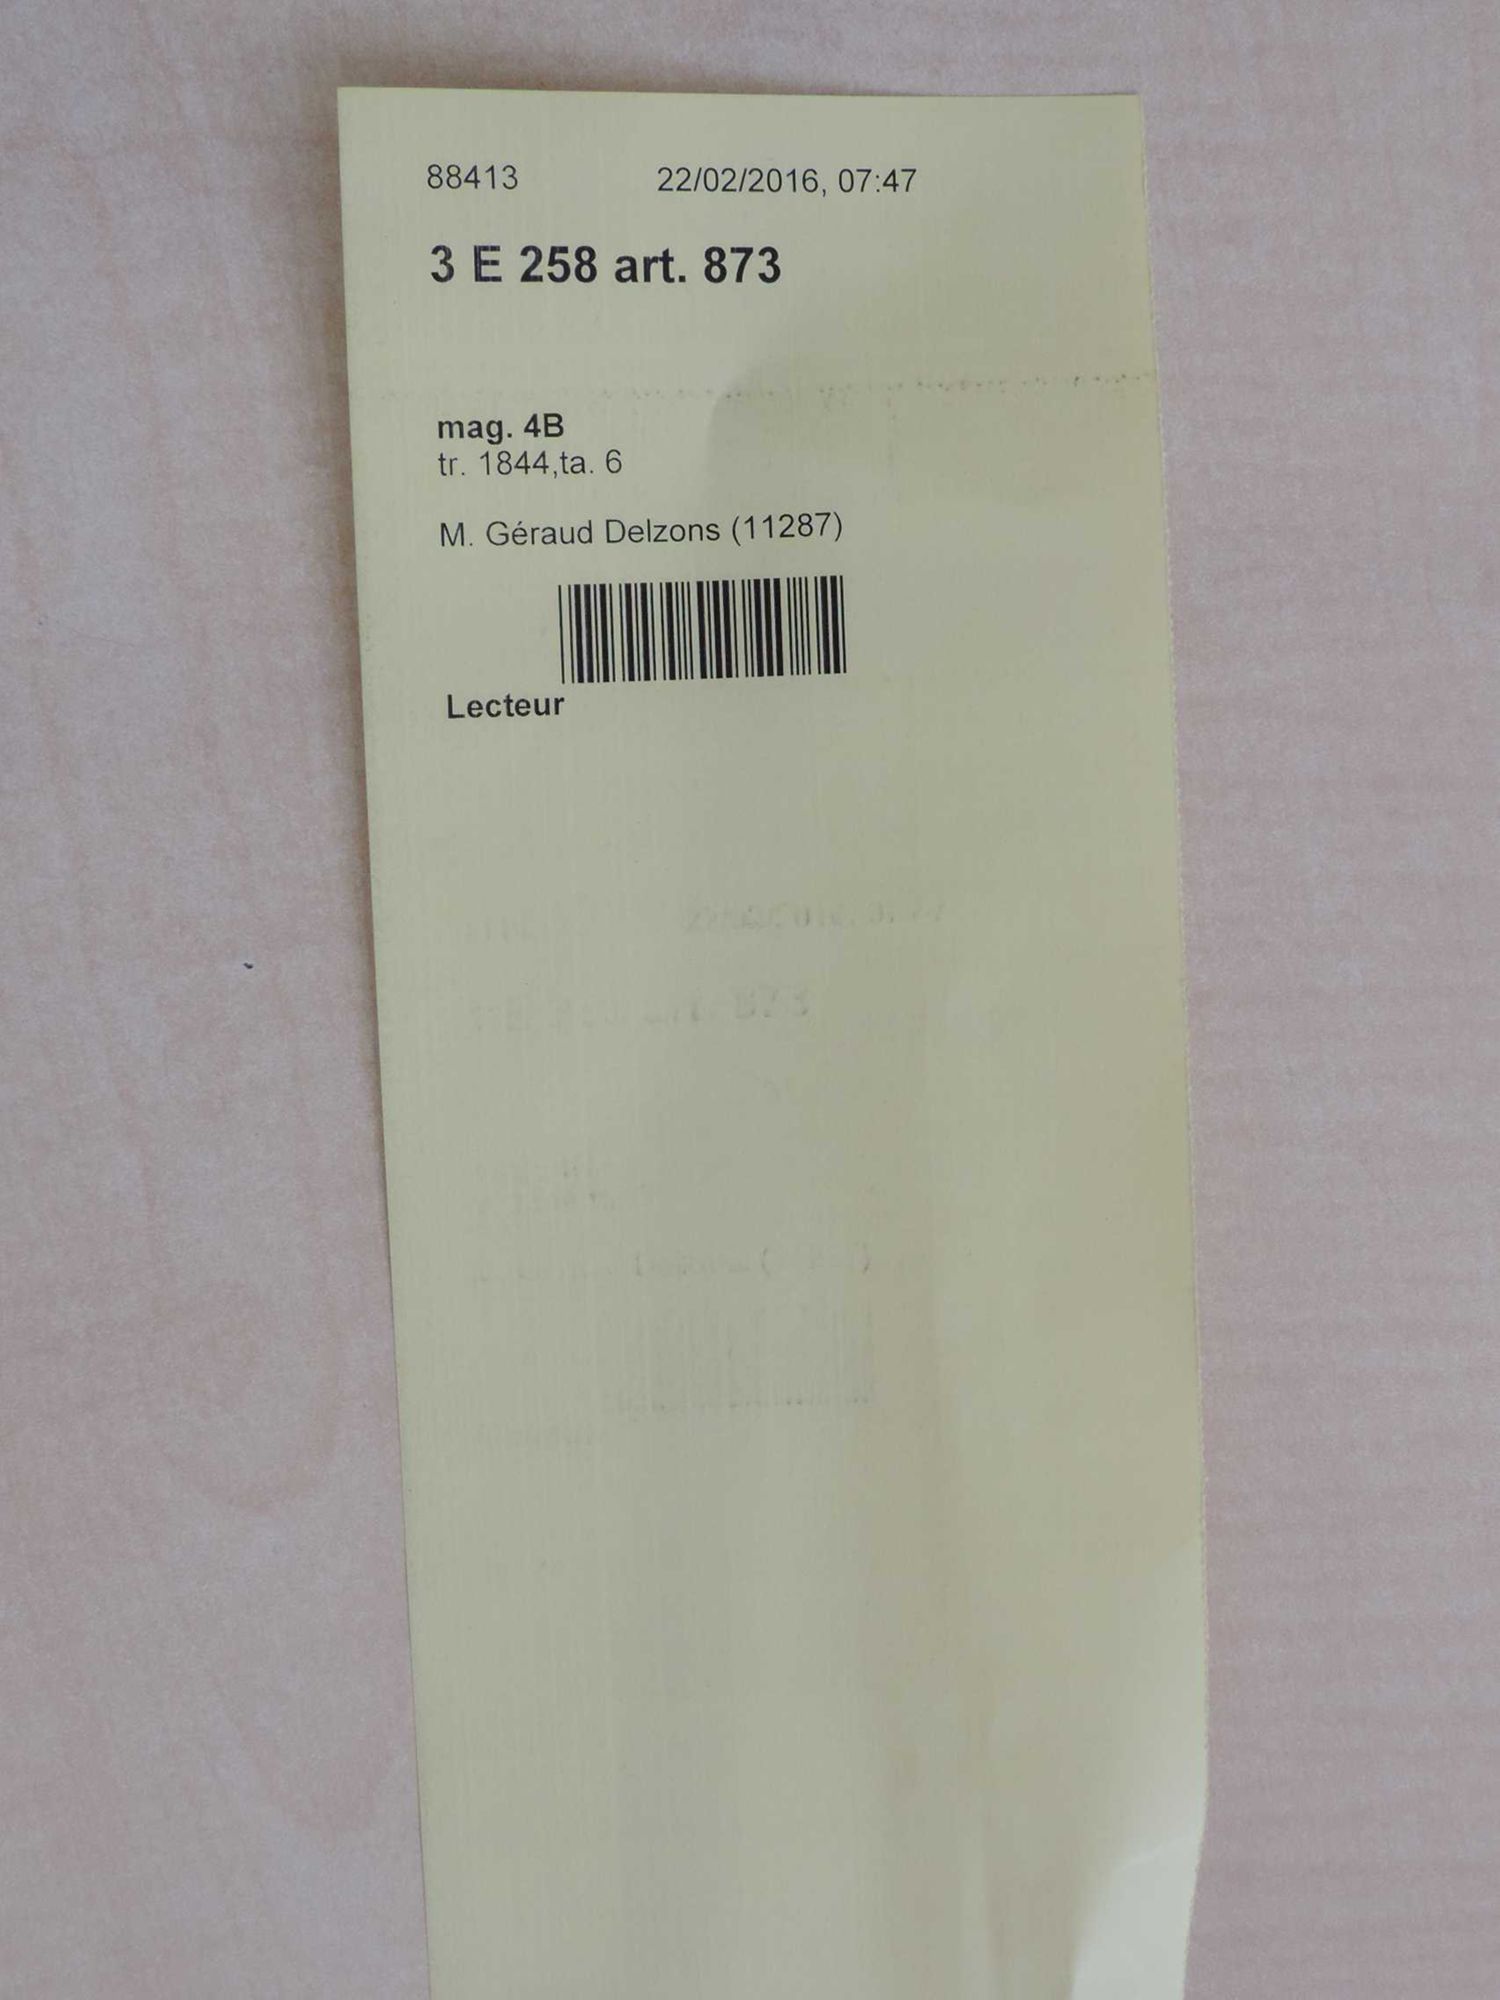 88413 22/02/2016, 07:47
3 E 258 art. 873
mag. 4B
tr. 1844,ta. 6
M. Géraud Delzons (11287)
Lecteur
873